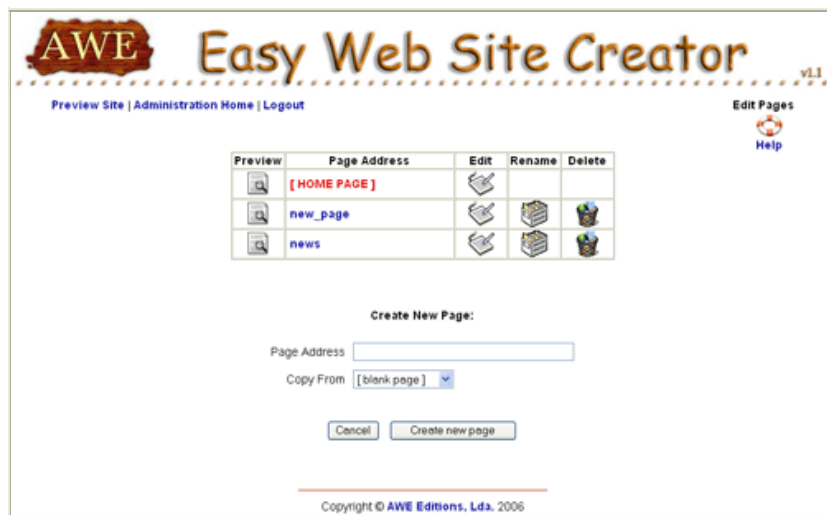 AWE Easy Web Site Creator v1.1
Preview Site | Administration Home | Logout
Edit Pages
Help
Preview Page Address Edit Rename Delete
[ HOME PAGE ]
new_page
news
Create New Page:
Page Address
Copy From [ blank page ]
Cancel Create new page
Copyright © AWE Editions, Lda, 2006